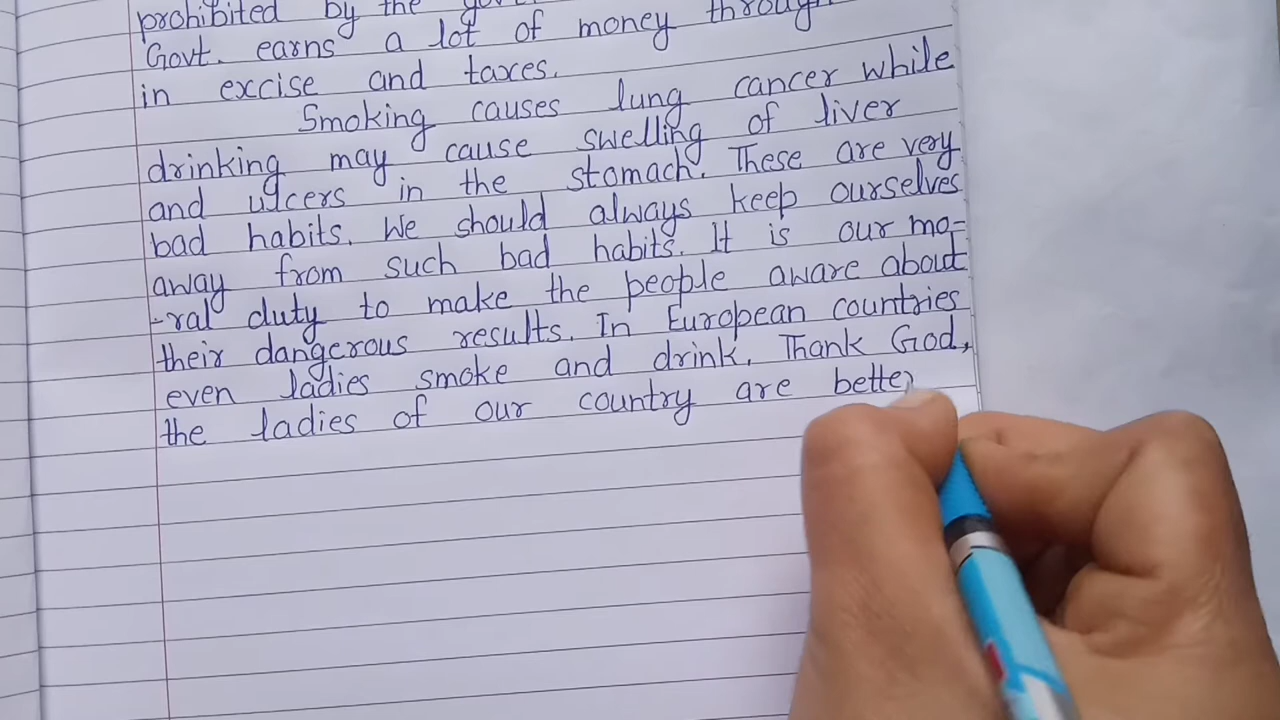 prohibited by the
Govt. earns a lot of money through
in excise and taxes.
Smoking causes lung cancer while
drinking may cause swelling of liver
and ulcers in the stomach. These are very
bad habits. We should always keep ourselves
away from such bad habits. It is our mo-
-ral duty to make the people aware about
their dangerous results. In European countries
even ladies smoke and drink. Thank God,
the ladies of our country are better